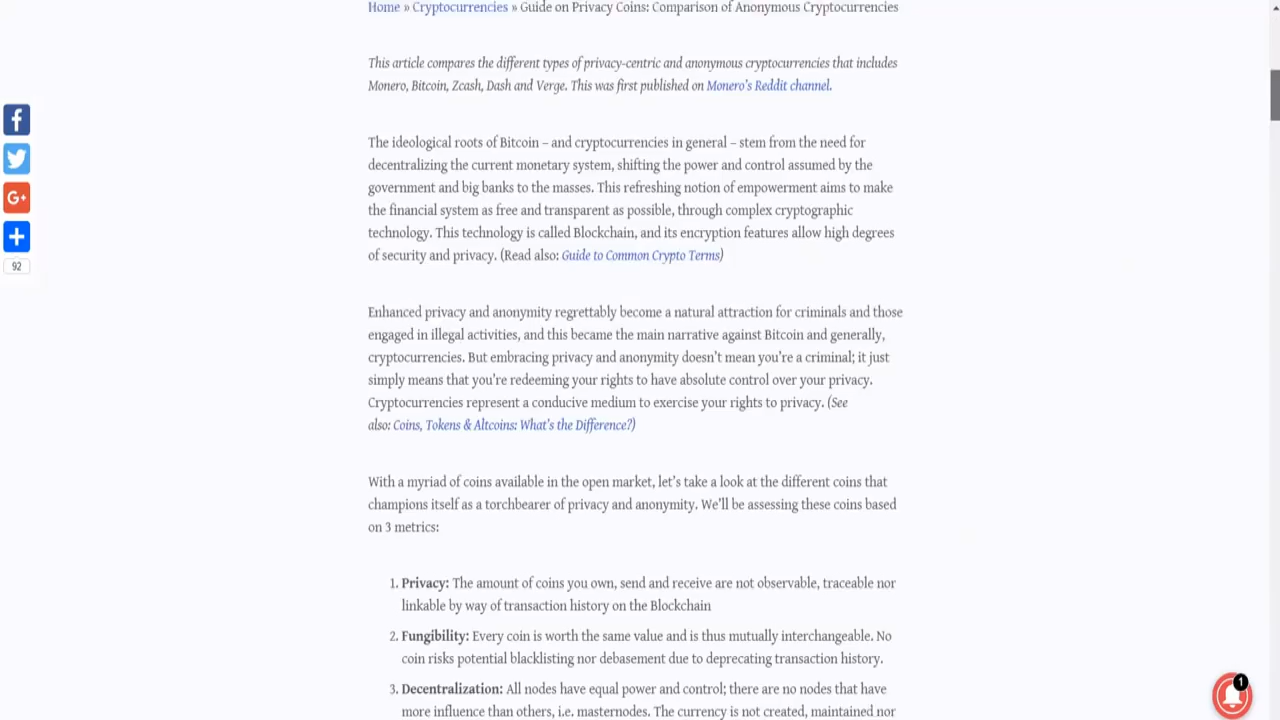 Home » Cryptocurrencies » Guide on Privacy Coins: Comparison of Anonymous Cryptocurrencies
This article compares the different types of privacy-centric and anonymous cryptocurrencies that includes
Monero, Bitcoin, Zcash, Dash and Verge. This was first published on Monero's Reddit channel.
The ideological roots of Bitcoin – and cryptocurrencies in general – stem from the need for
decentralizing the current monetary system, shifting the power and control assumed by the
government and big banks to the masses. This refreshing notion of empowerment aims to make
the financial system as free and transparent as possible, through complex cryptographic
technology. This technology is called Blockchain, and its encryption features allow high degrees
of security and privacy. (Read also: Guide to Common Crypto Terms)
Enhanced privacy and anonymity regrettably become a natural attraction for criminals and those
engaged in illegal activities, and this became the main narrative against Bitcoin and generally,
cryptocurrencies. But embracing privacy and anonymity doesn't mean you're a criminal; it just
simply means that you're redeeming your rights to have absolute control over your privacy.
Cryptocurrencies represent a conducive medium to exercise your rights to privacy. (See
also: Coins, Tokens & Altcoins: What's the Difference?)
With a myriad of coins available in the open market, let's take a look at the different coins that
champions itself as a torchbearer of privacy and anonymity. We'll be assessing these coins based
on 3 metrics:
1. Privacy: The amount of coins you own, send and receive are not observable, traceable nor
linkable by way of transaction history on the Blockchain
2. Fungibility: Every coin is worth the same value and is thus mutually interchangeable. No
coin risks potential blacklisting nor debasement due to deprecating transaction history.
3. Decentralization: All nodes have equal power and control; there are no nodes that have
more influence than others, i.e. masternodes. The currency is not created, maintained nor
G+
92
1